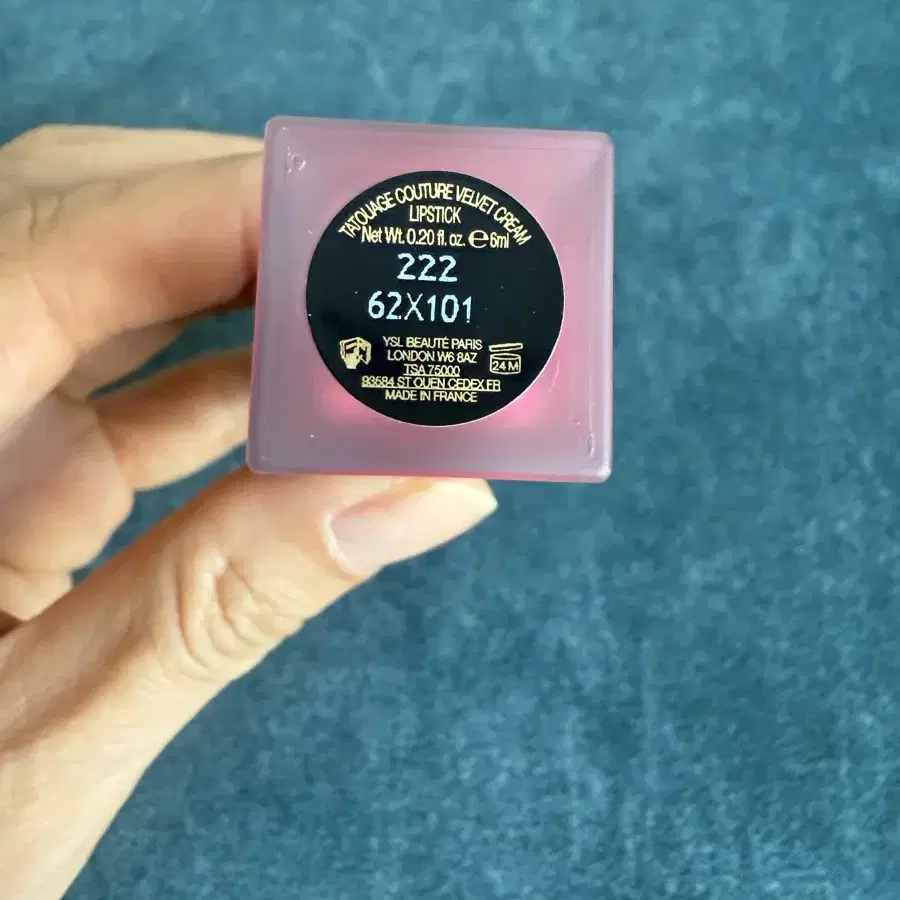 TATOUAGE COUTURE VELVET CREAM
LIPSTICK
Net Wt. 0.20 fl. oz. ℮ 6ml
222
62X101
YSL BEAUTÉ PARIS
LONDON W6 8AZ
TSA 75000
93584 ST OUEN CEDEX FR
MADE IN FRANCE
24 M